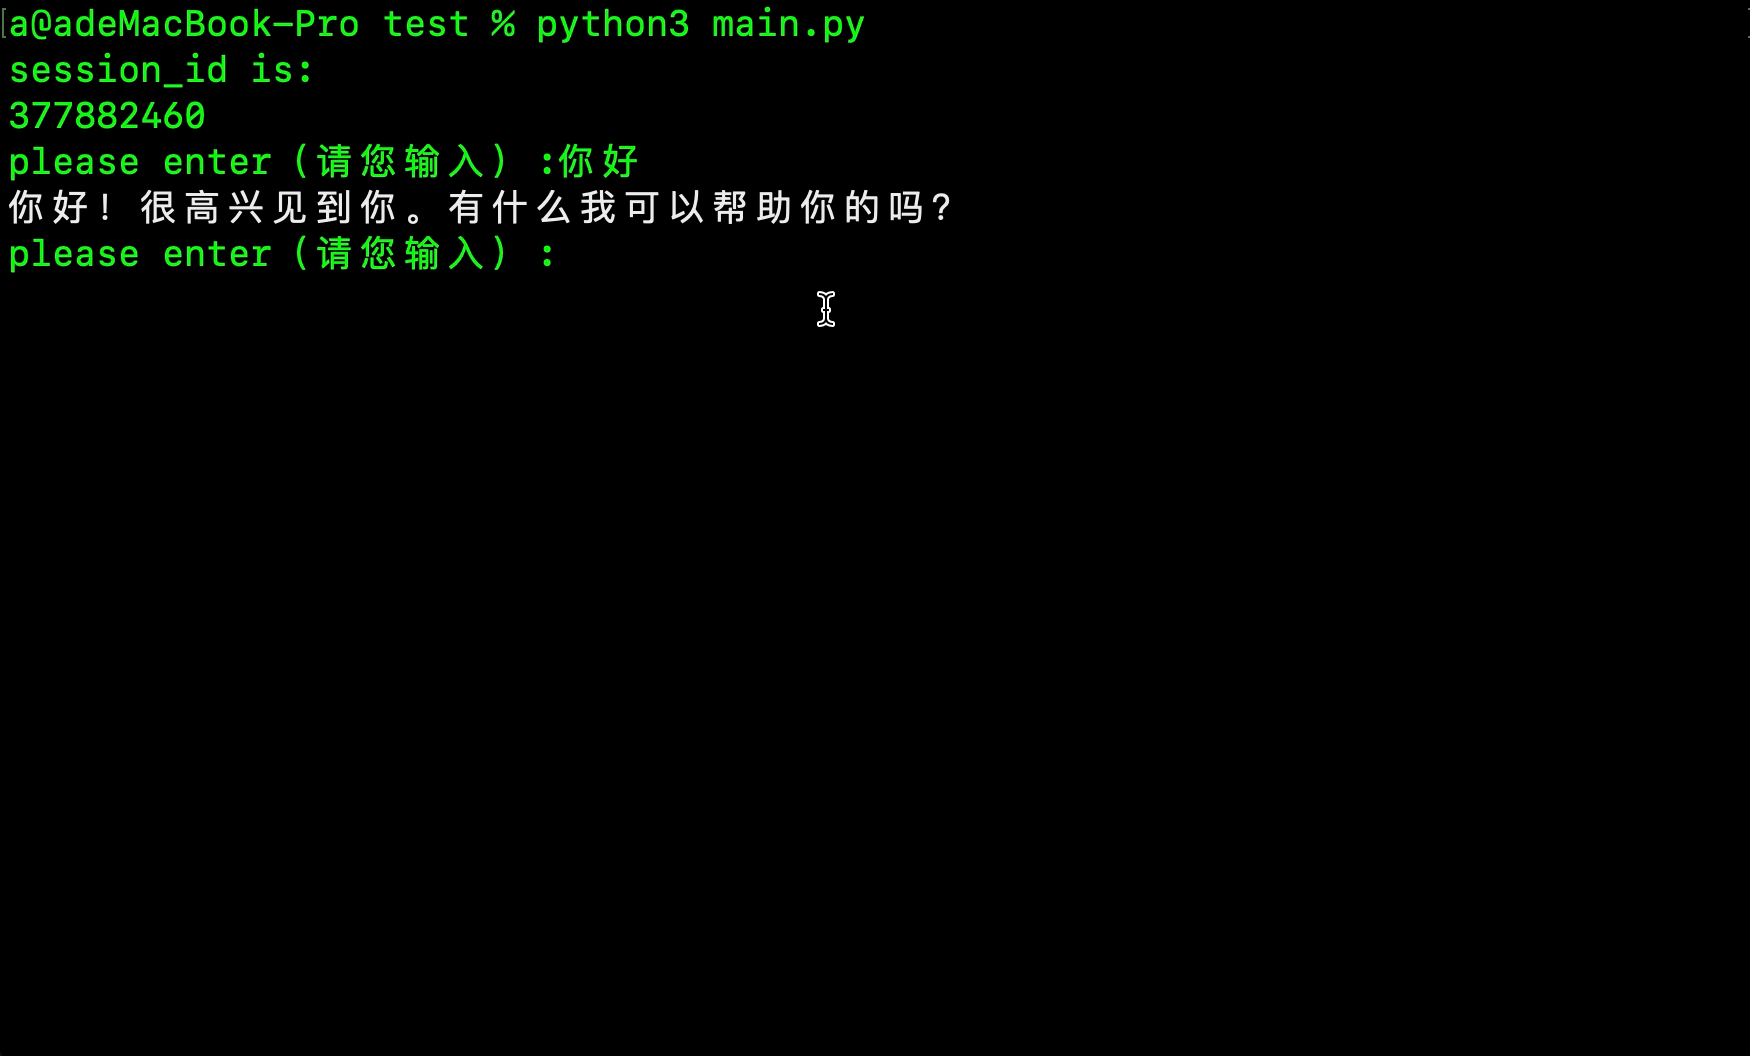 a@adeMacBook-Pro test % python3 main.py
session_id is:
377882460
please enter（请您输入）:你好
你好！很高兴见到你。有什么我可以帮助你的吗？
please enter（请您输入）: